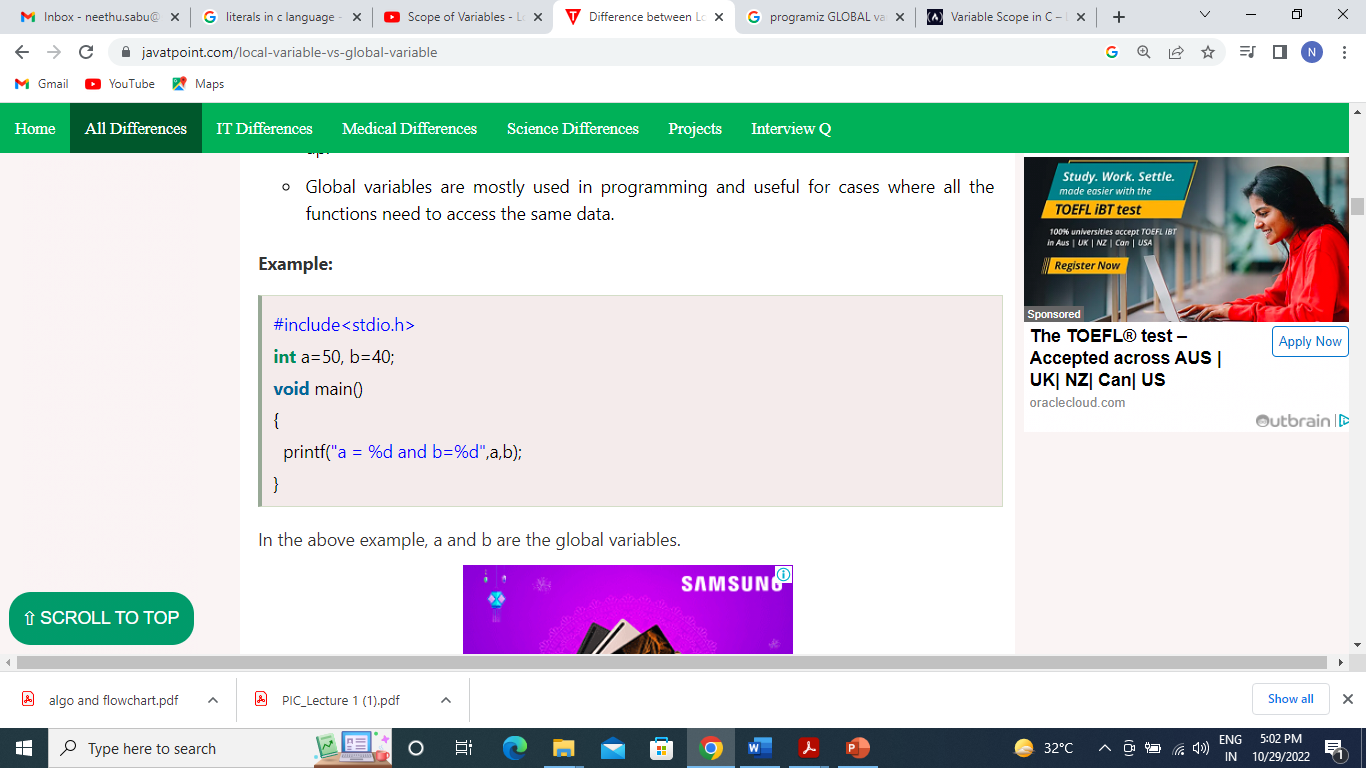 Inbox - neethu.sabu@
literals in c language -
Scope of Variables - Lo
Difference between Lo
programiz GLOBAL va
Variable Scope in C –
javatpoint.com/local-variable-vs-global-variable
N
Gmail
YouTube
Maps
Home
All Differences
IT Differences
Medical Differences
Science Differences
Projects
Interview Q
up.
Global variables are mostly used in programming and useful for cases where all the
functions need to access the same data.
Example:
#include<stdio.h>
int a=50, b=40;
void main()
{
printf("a = %d and b=%d",a,b);
}
In the above example, a and b are the global variables.
SAMSUNG
⇧ SCROLL TO TOP
Study. Work. Settle.
made easier with the
TOEFL iBT test
100% universities accept TOEFL iBT
in Aus | UK | NZ | Can | USA
Register Now
Sponsored
The TOEFL® test –
Accepted across AUS |
UK| NZ| Can| US
Apply Now
oraclecloud.com
Outbrain
algo and flowchart.pdf
PIC_Lecture 1 (1).pdf
Show all
Type here to search
32°C
ENG
IN
5:02 PM
10/29/2022
1